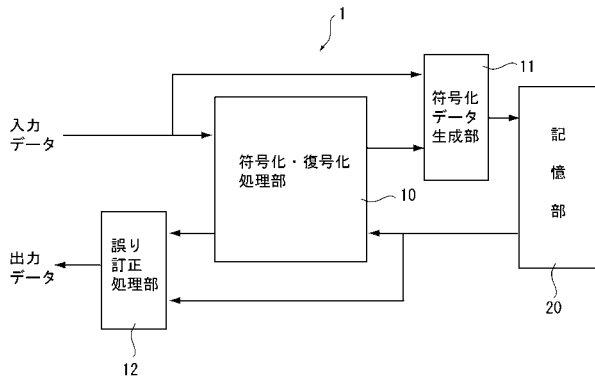 1
11
符号化
データ
生成部
入力
データ
符号化・復号化
処理部
記
憶
部
10
誤り
訂正
処理部
出力
データ
20
12